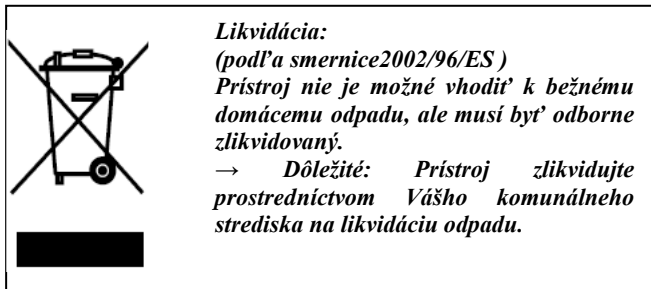 Likvidácia:
(podľa smernice2002/96/ES )
Prístroj nie je možné vhodiť k bežnému
domácemu odpadu, ale musí byť odborne
zlikvidovaný.
→ Dôležité: Prístroj zlikvidujte
prostredníctvom Vášho komunálneho
strediska na likvidáciu odpadu.